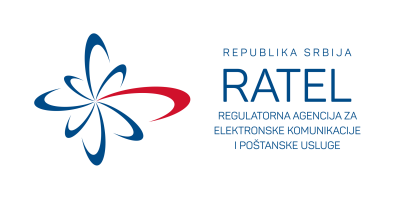 REPUBLIKA SRBIJA
RATEL
REGULATORNA AGENCIJA ZA
ELEKTRONSKE KOMUNIKACIJE
I POŠTANSKE USLUGE